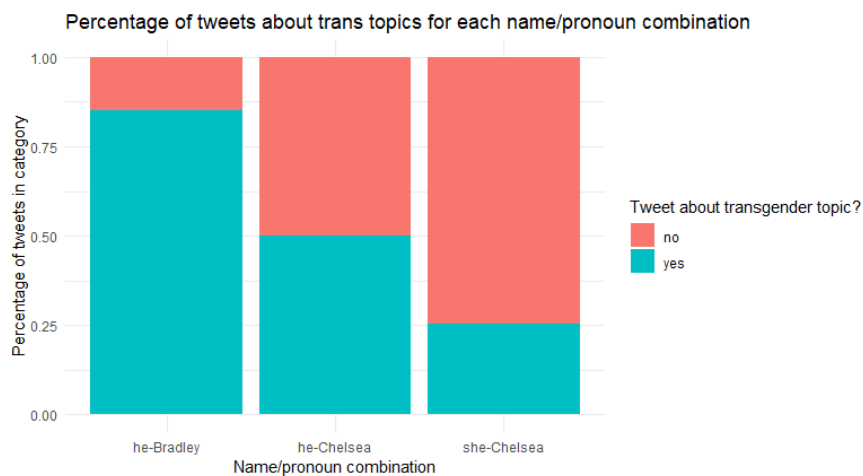 Percentage of tweets about trans topics for each name/pronoun combination
Percentage of tweets in category
1.00
0.75
0.50
0.25
0.00
he-Bradley he-Chelsea she-Chelsea
Name/pronoun combination
Tweet about transgender topic?
no
yes